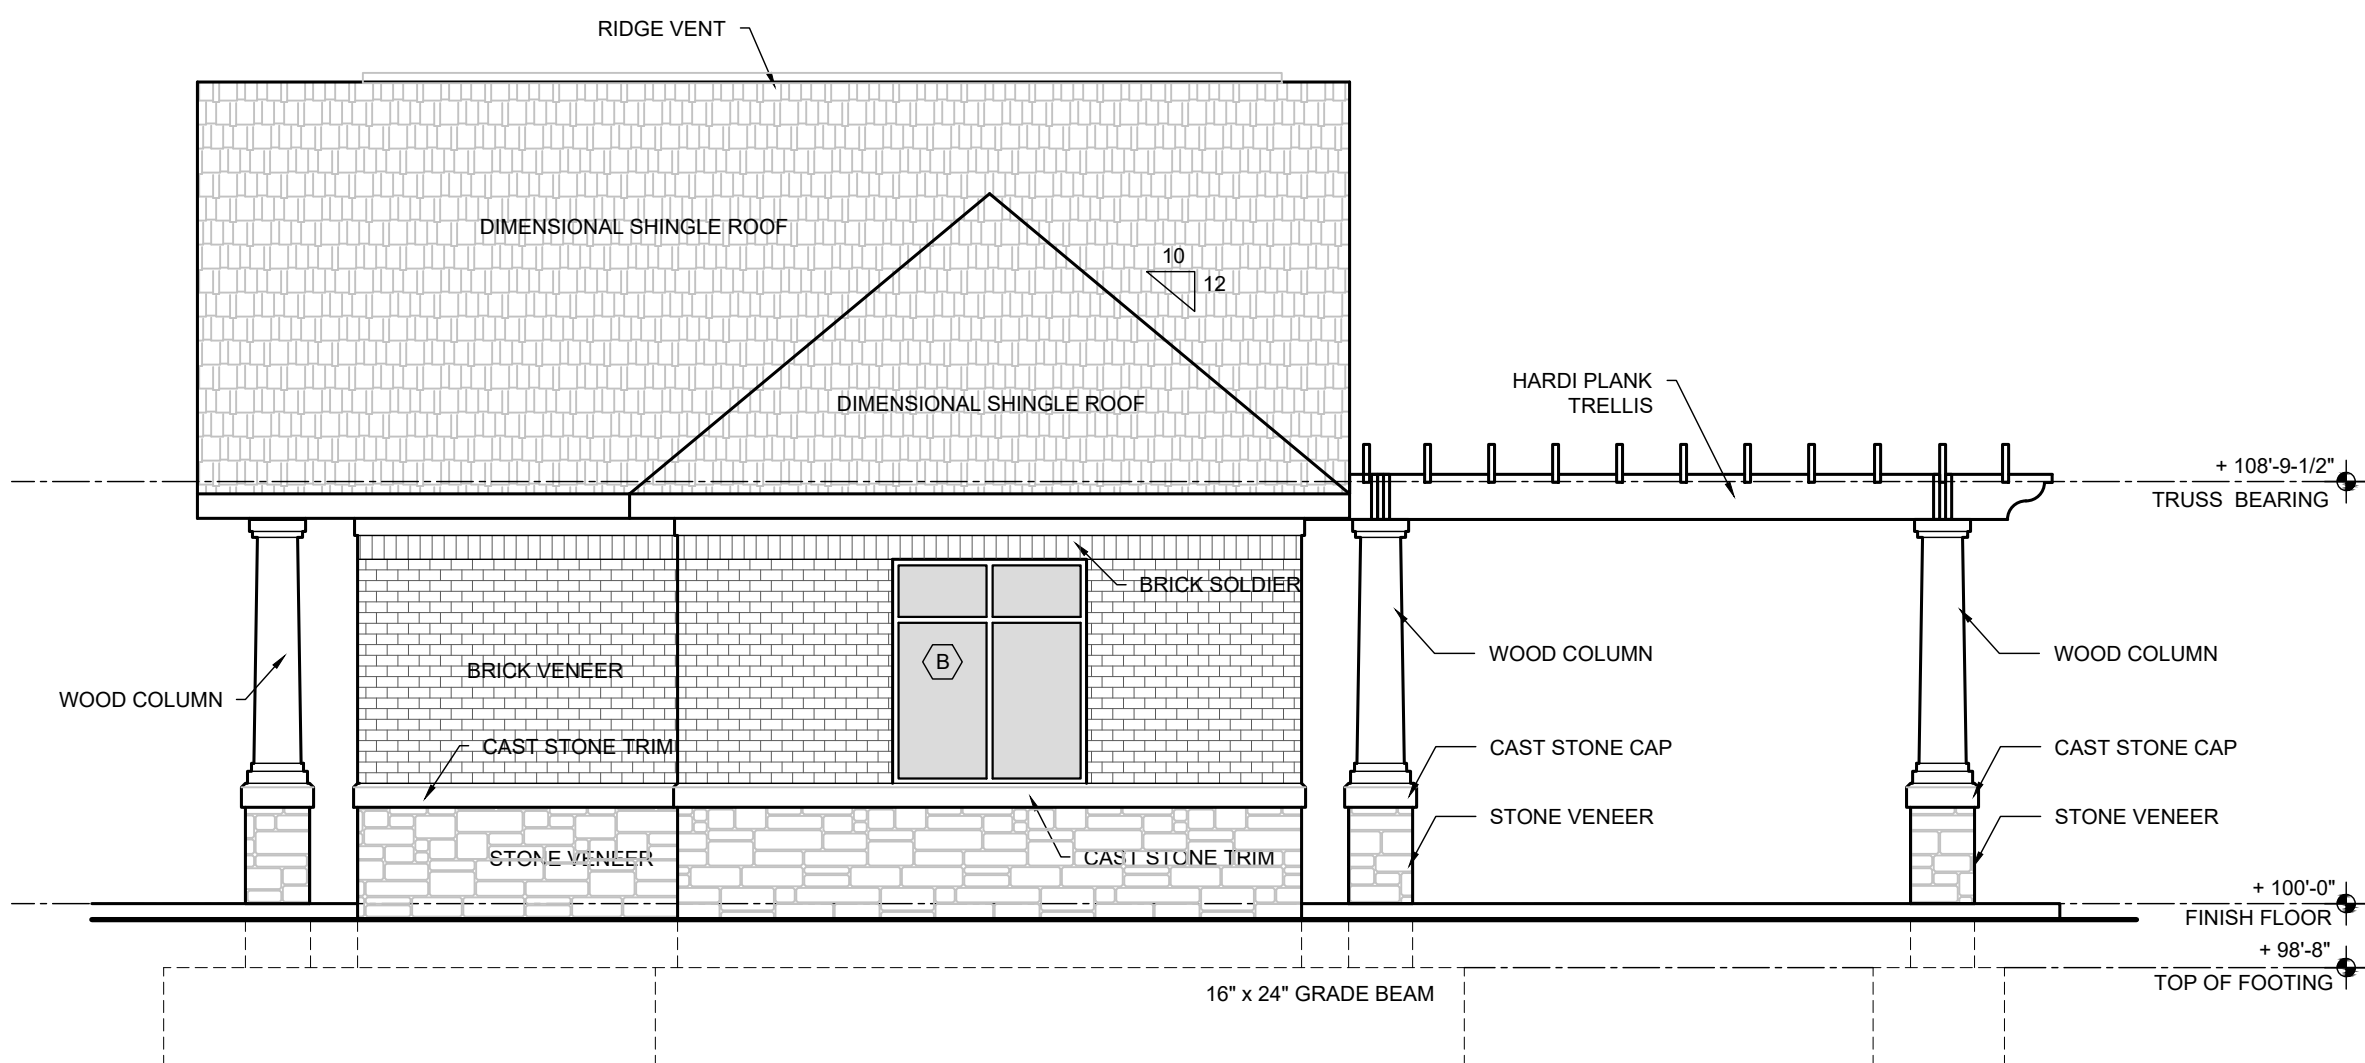 RIDGE VENT
DIMENSIONAL SHINGLE ROOF
10
12
HARDI PLANK
TRELLIS
DIMENSIONAL SHINGLE ROOF
+ 108'-9-1/2"
TRUSS BEARING
BRICK SOLDIER
WOOD COLUMN
WOOD COLUMN
B
BRICK VENEER
WOOD COLUMN
CAST STONE TRIM
CAST STONE CAP
CAST STONE CAP
STONE VENEER
STONE VENEER
STONE VENEER
CAST STONE TRIM
+ 100'-0"
FINISH FLOOR
+ 98'-8"
TOP OF FOOTING
16" x 24" GRADE BEAM